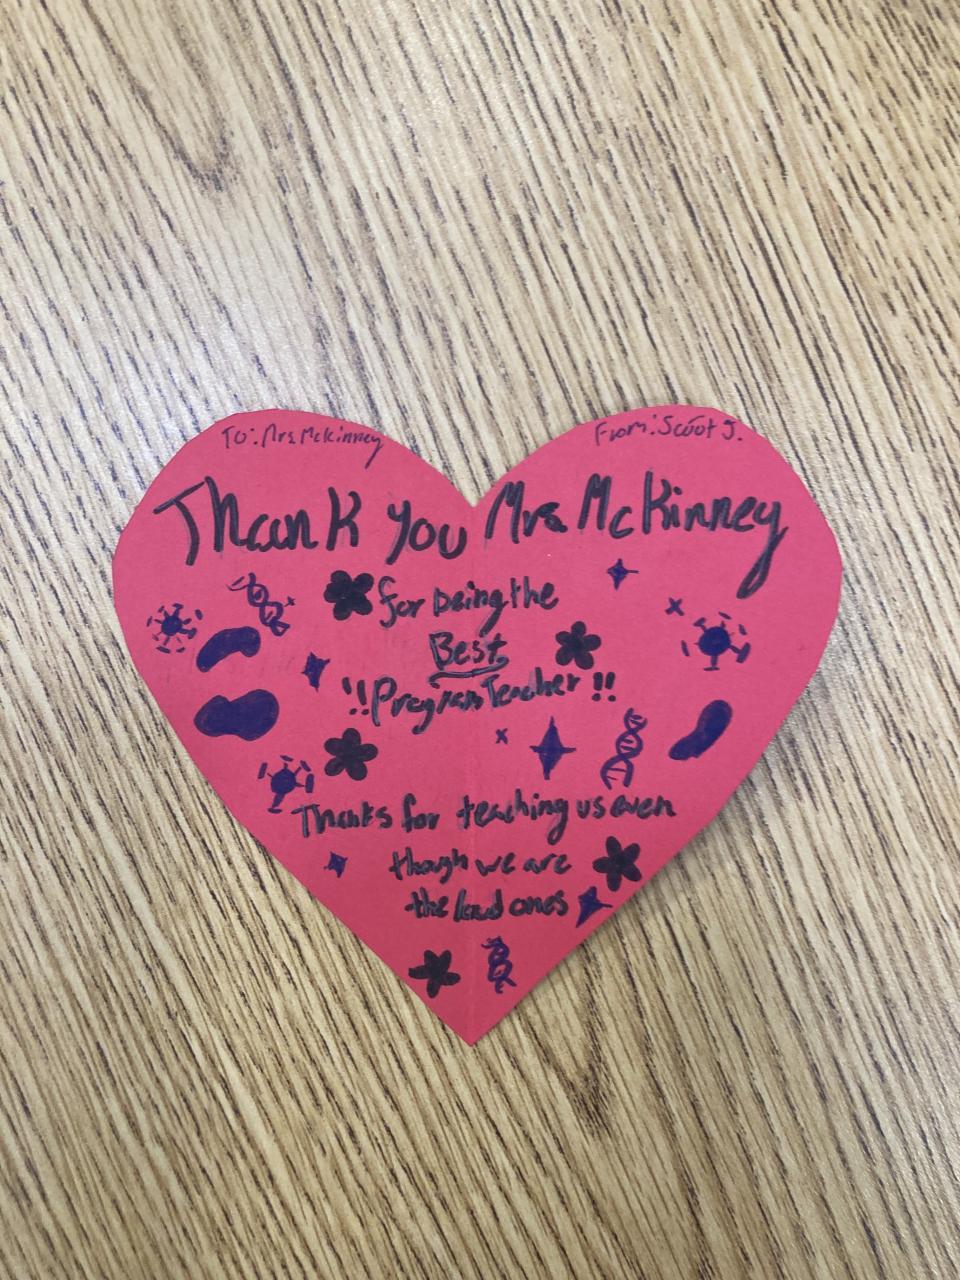 To: Mrs McKinney
From: Scout J.
Thank you Mrs McKinney
for being the
Best
!! Program Teacher !!
Thanks for teaching us even
though we are
the loud ones